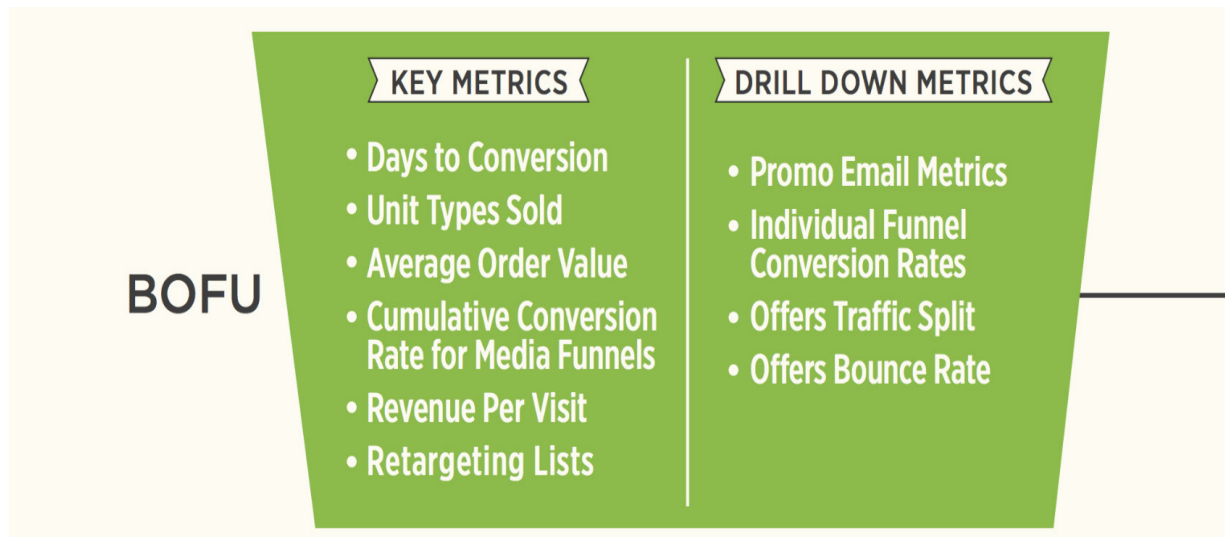 BOFU
KEY METRICS
• Days to Conversion
• Unit Types Sold
• Average Order Value
• Cumulative Conversion
Rate for Media Funnels
• Revenue Per Visit
• Retargeting Lists
DRILL DOWN METRICS
• Promo Email Metrics
• Individual Funnel
Conversion Rates
• Offers Traffic Split
• Offers Bounce Rate